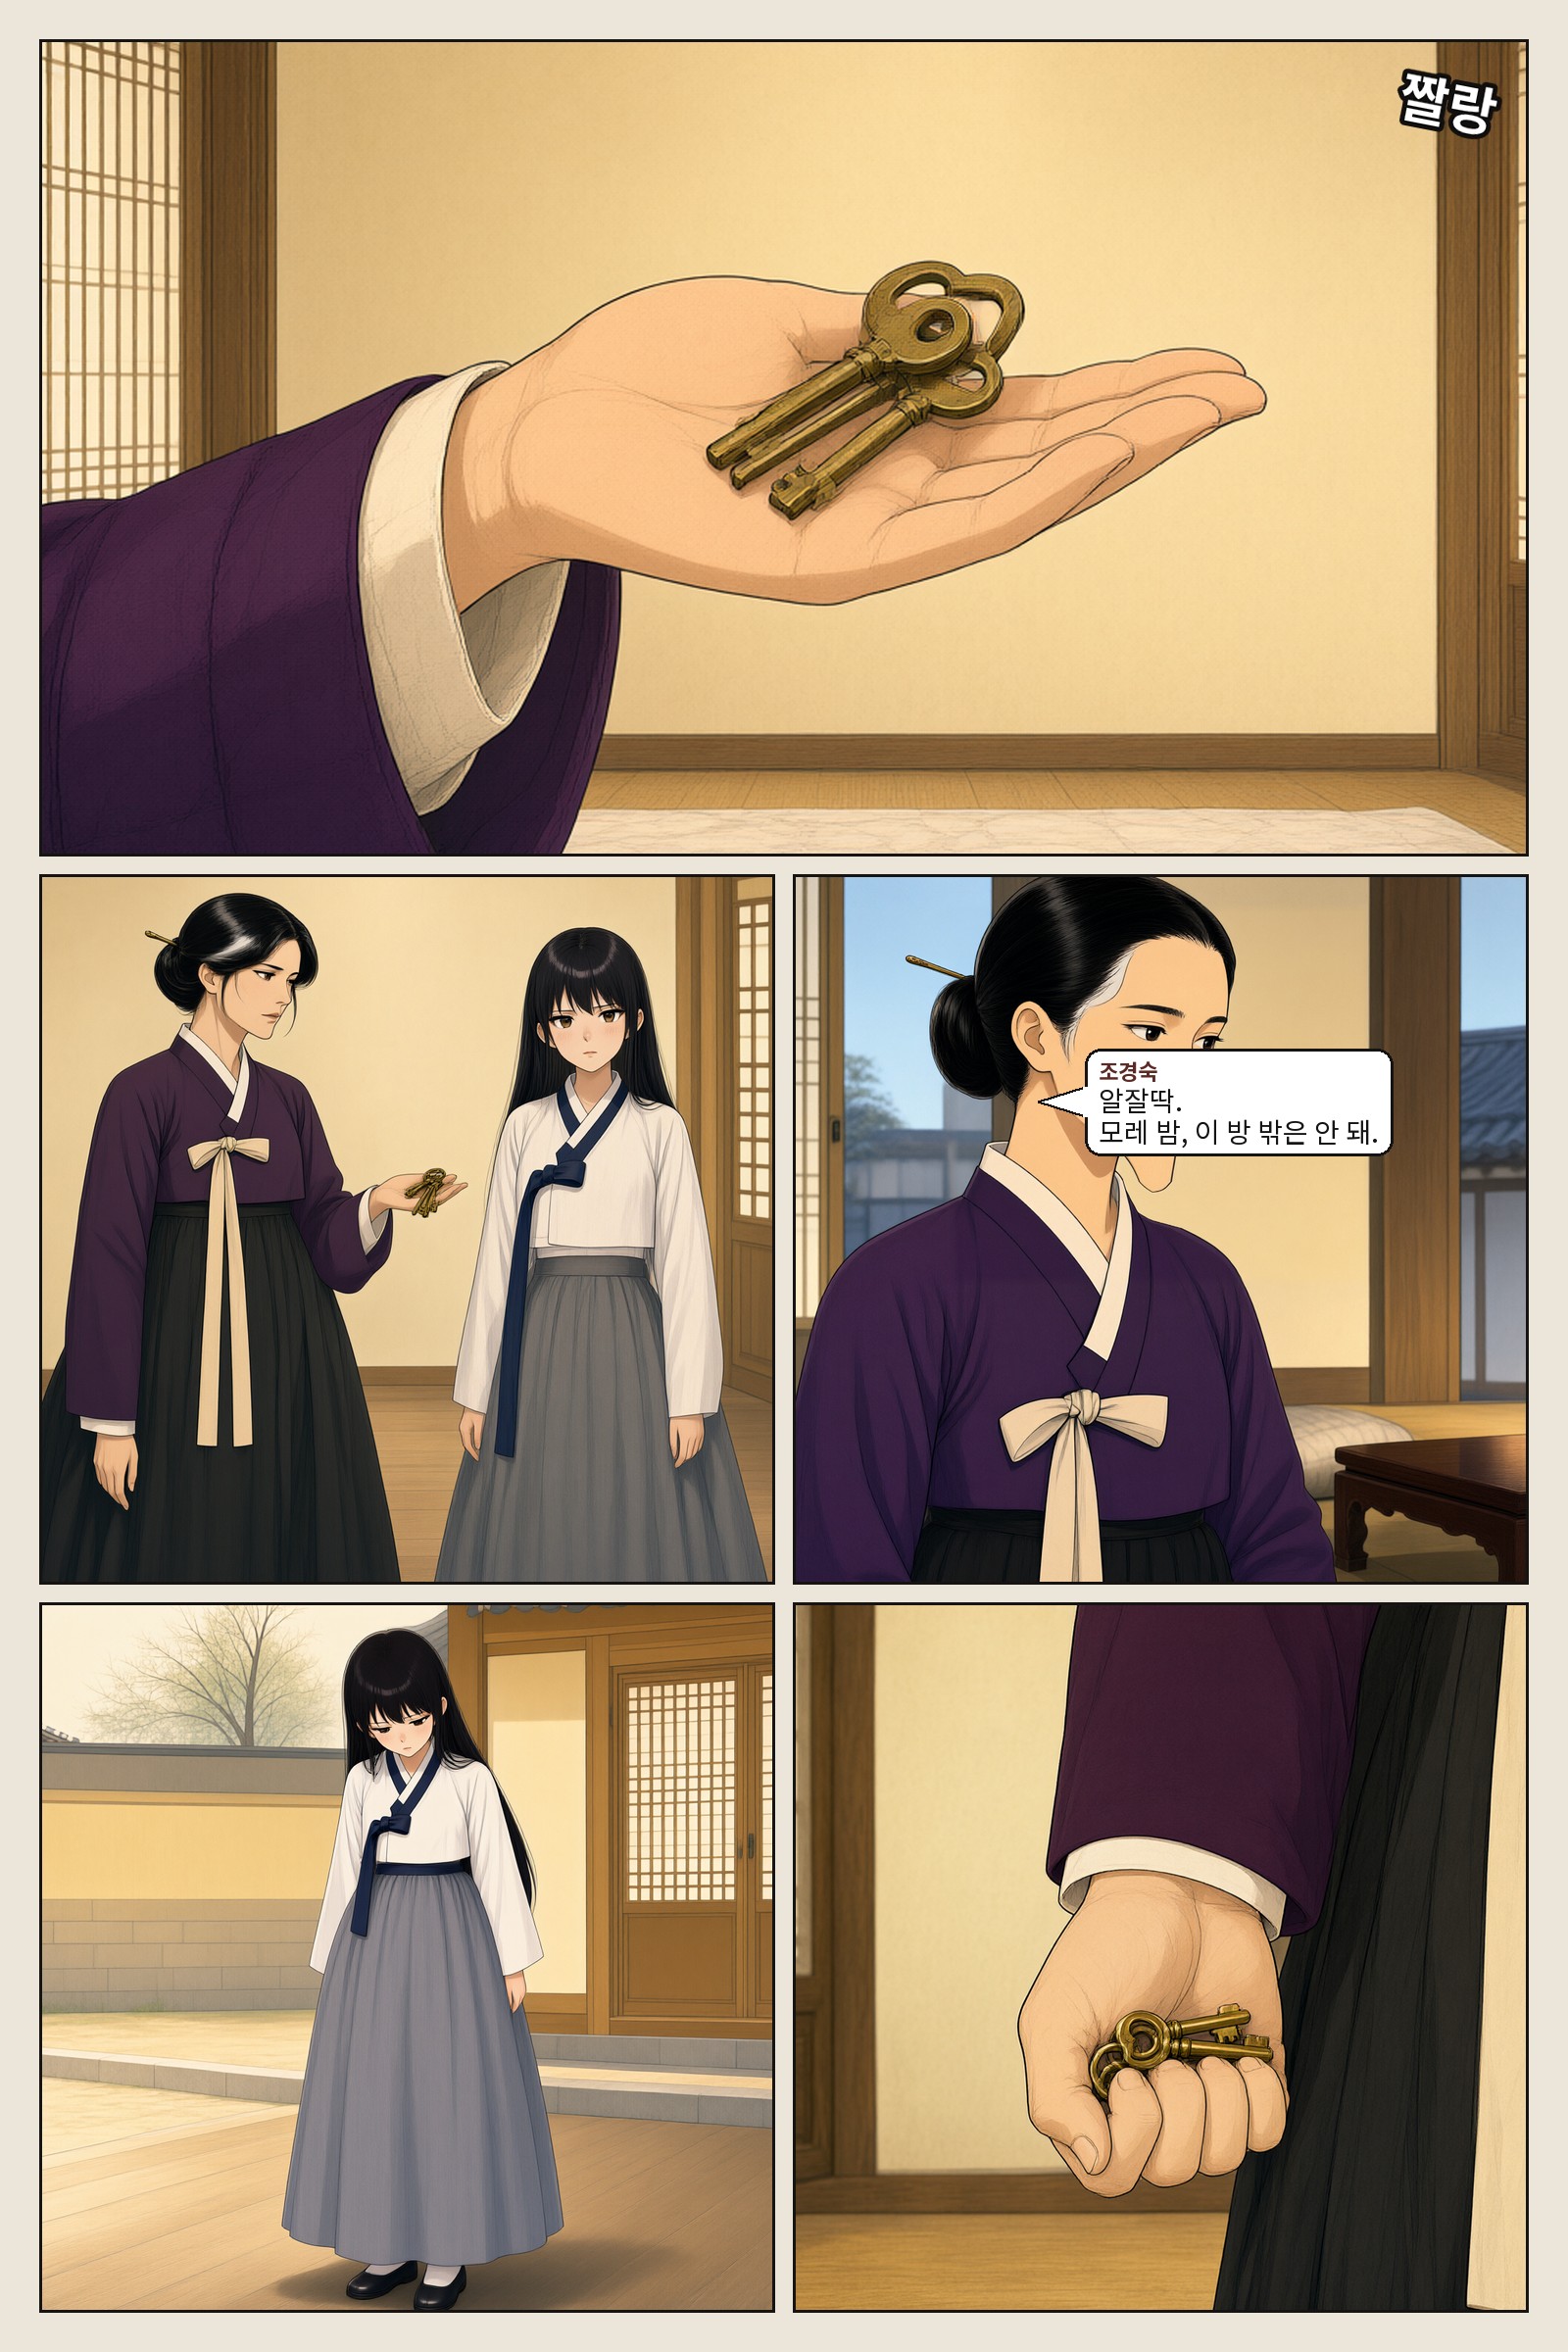 짤랑
조경숙
알잘딱.
모레 밤, 이 방 밖은 안 돼.